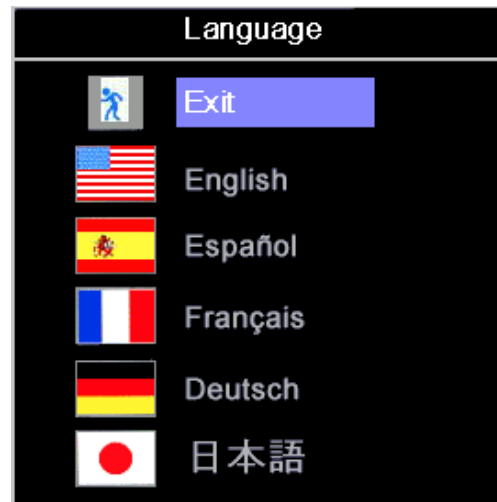 Language
Exit
English
Español
Français
Deutsch
日本語